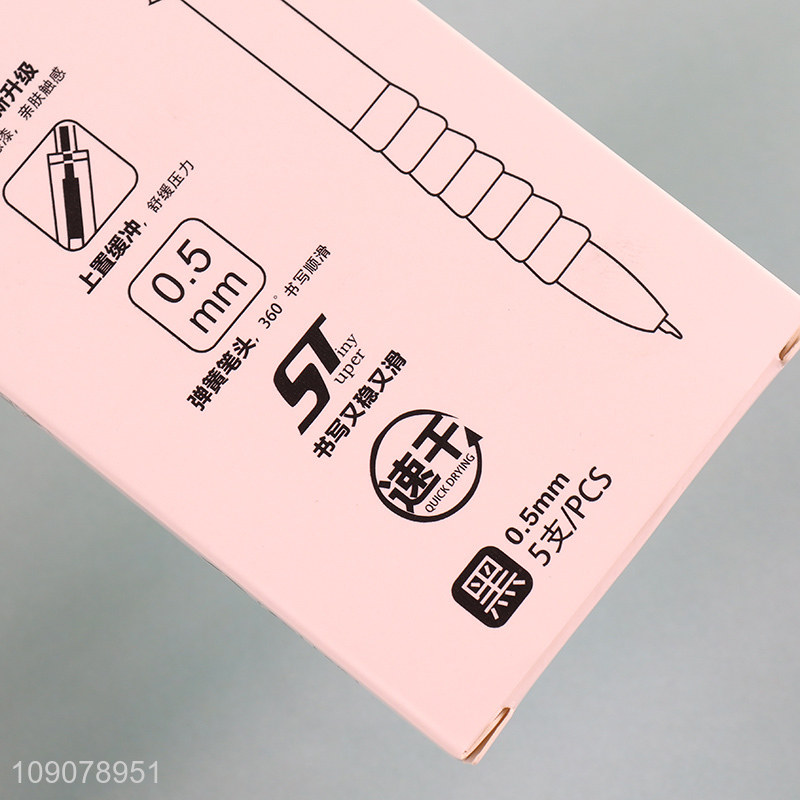 新升级
漆，亲肤触感
上置缓冲，舒缓压力
0.5
mm
弹簧笔头，360°书写顺滑
ST
iny
uper
书写又稳又滑
速干
QUICK DRYING
黑
0.5mm
5支/PCS
109078951